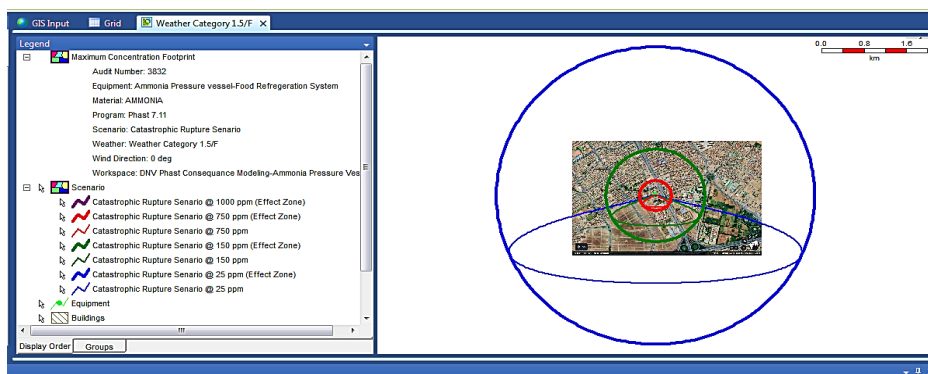 GIS Input Grid Weather Category 1.5/F X
Legend
Maximum Concentration Footprint
Audit Number: 3832
Equipment: Ammonia Pressure vessel-Food Refregeration System
Material: AMMONIA
Program: Phast 7.11
Scenario: Catastrophic Rupture Senario
Weather: Weather Category 1.5/F
Wind Direction: 0 deg
Workspace: DNV Phast Consequance Modeling-Ammonia Pressure Ves
Scenario
Catastrophic Rupture Senario @ 1000 ppm (Effect Zone)
Catastrophic Rupture Senario @ 750 ppm (Effect Zone)
Catastrophic Rupture Senario @ 750 ppm
Catastrophic Rupture Senario @ 150 ppm (Effect Zone)
Catastrophic Rupture Senario @ 150 ppm
Catastrophic Rupture Senario @ 25 ppm (Effect Zone)
Catastrophic Rupture Senario @ 25 ppm
Equipment
Buildings
Display Order Groups
0.0 0.8 1.6
km